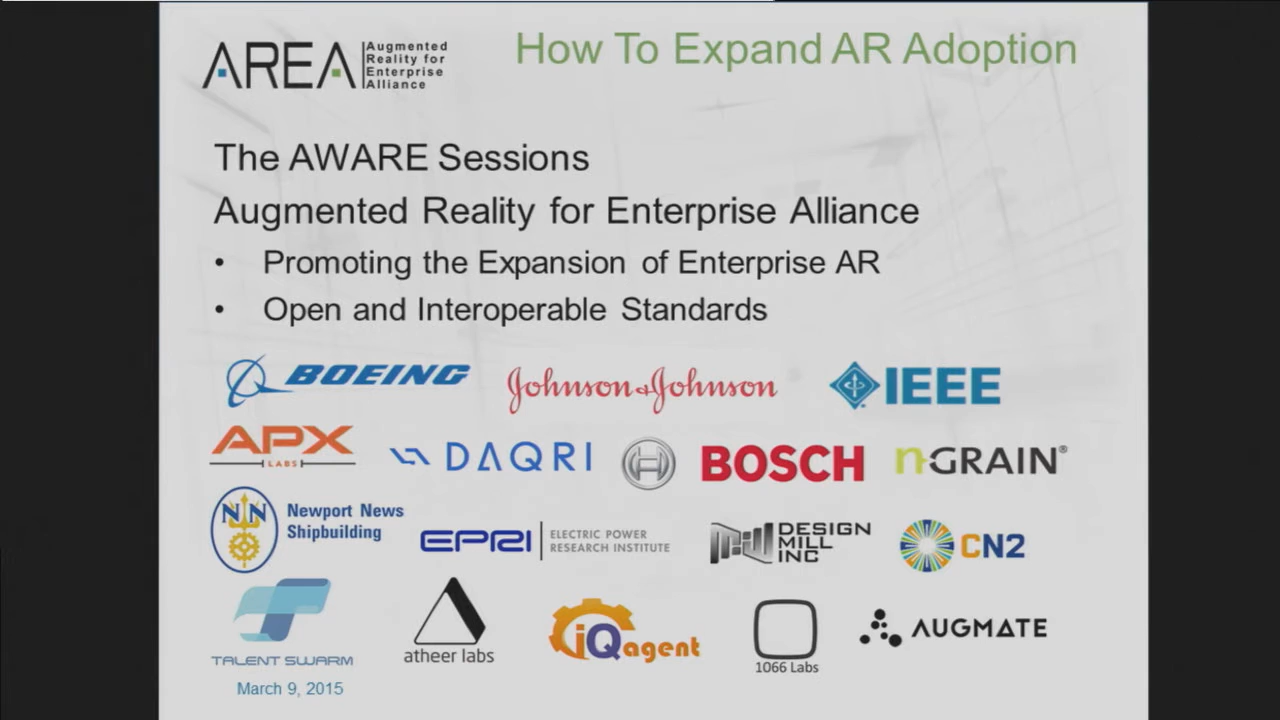 AREA Augmented Reality for Enterprise Alliance
How To Expand AR Adoption
The AWARE Sessions
Augmented Reality for Enterprise Alliance
• Promoting the Expansion of Enterprise AR
• Open and Interoperable Standards
BOEING Johnson & Johnson IEEE
APX LABS DAQRI BOSCH nGRAIN®
NN Newport News Shipbuilding EPRI ELECTRIC POWER RESEARCH INSTITUTE DESIGN MILL INC CN2
TALENT SWARM atheer labs iQagent 1066 Labs AUGMATE
March 9, 2015